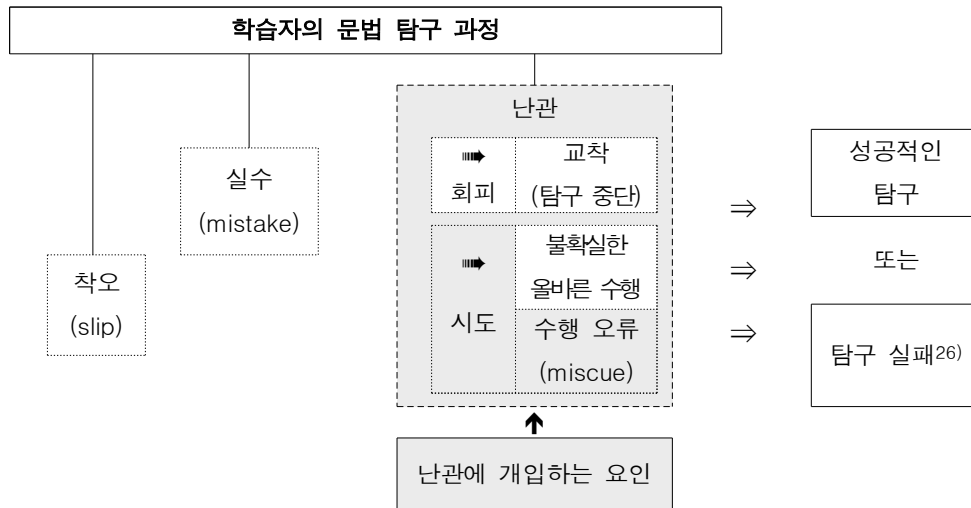 학습자의 문법 탐구 과정
난관
➠
교착
회피
(탐구 중단)
➠
불확실한
올바른 수행
시도
수행 오류
(miscue)
실수
(mistake)
착오
(slip)
⇒
⇒
⇒
성공적인
탐구
또는
탐구 실패26)
난관에 개입하는 요인